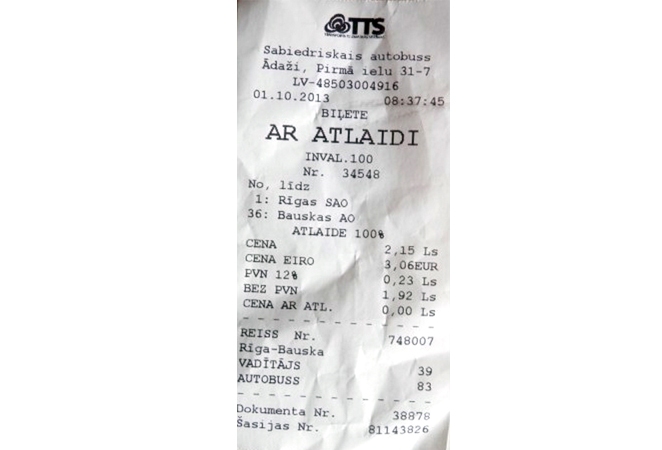 TTS
Sabiedriskais autobuss
Ādaži, Pirmā ielu 31-7
LV-48503004916
01.10.2013 08:37:45
BIĻETE
AR ATLAIDI
INVAL.100
Nr. 34548
No, līdz
1: Rīgas SAO
36: Bauskas AO
ATLAIDE 100%
CENA 2,15 Ls
CENA EIRO 3,06EUR
PVN 12% 0,23 Ls
BEZ PVN 1,92 Ls
CENA AR ATL. 0,00 Ls
- - - - - - - - - - - - - - - -
REISS Nr. 748007
Rīga-Bauska
VADĪTĀJS 39
AUTOBUSS 83
- - - - - - - - - - - - - - - -
Dokumenta Nr. 38878
Šasijas Nr. 81143826